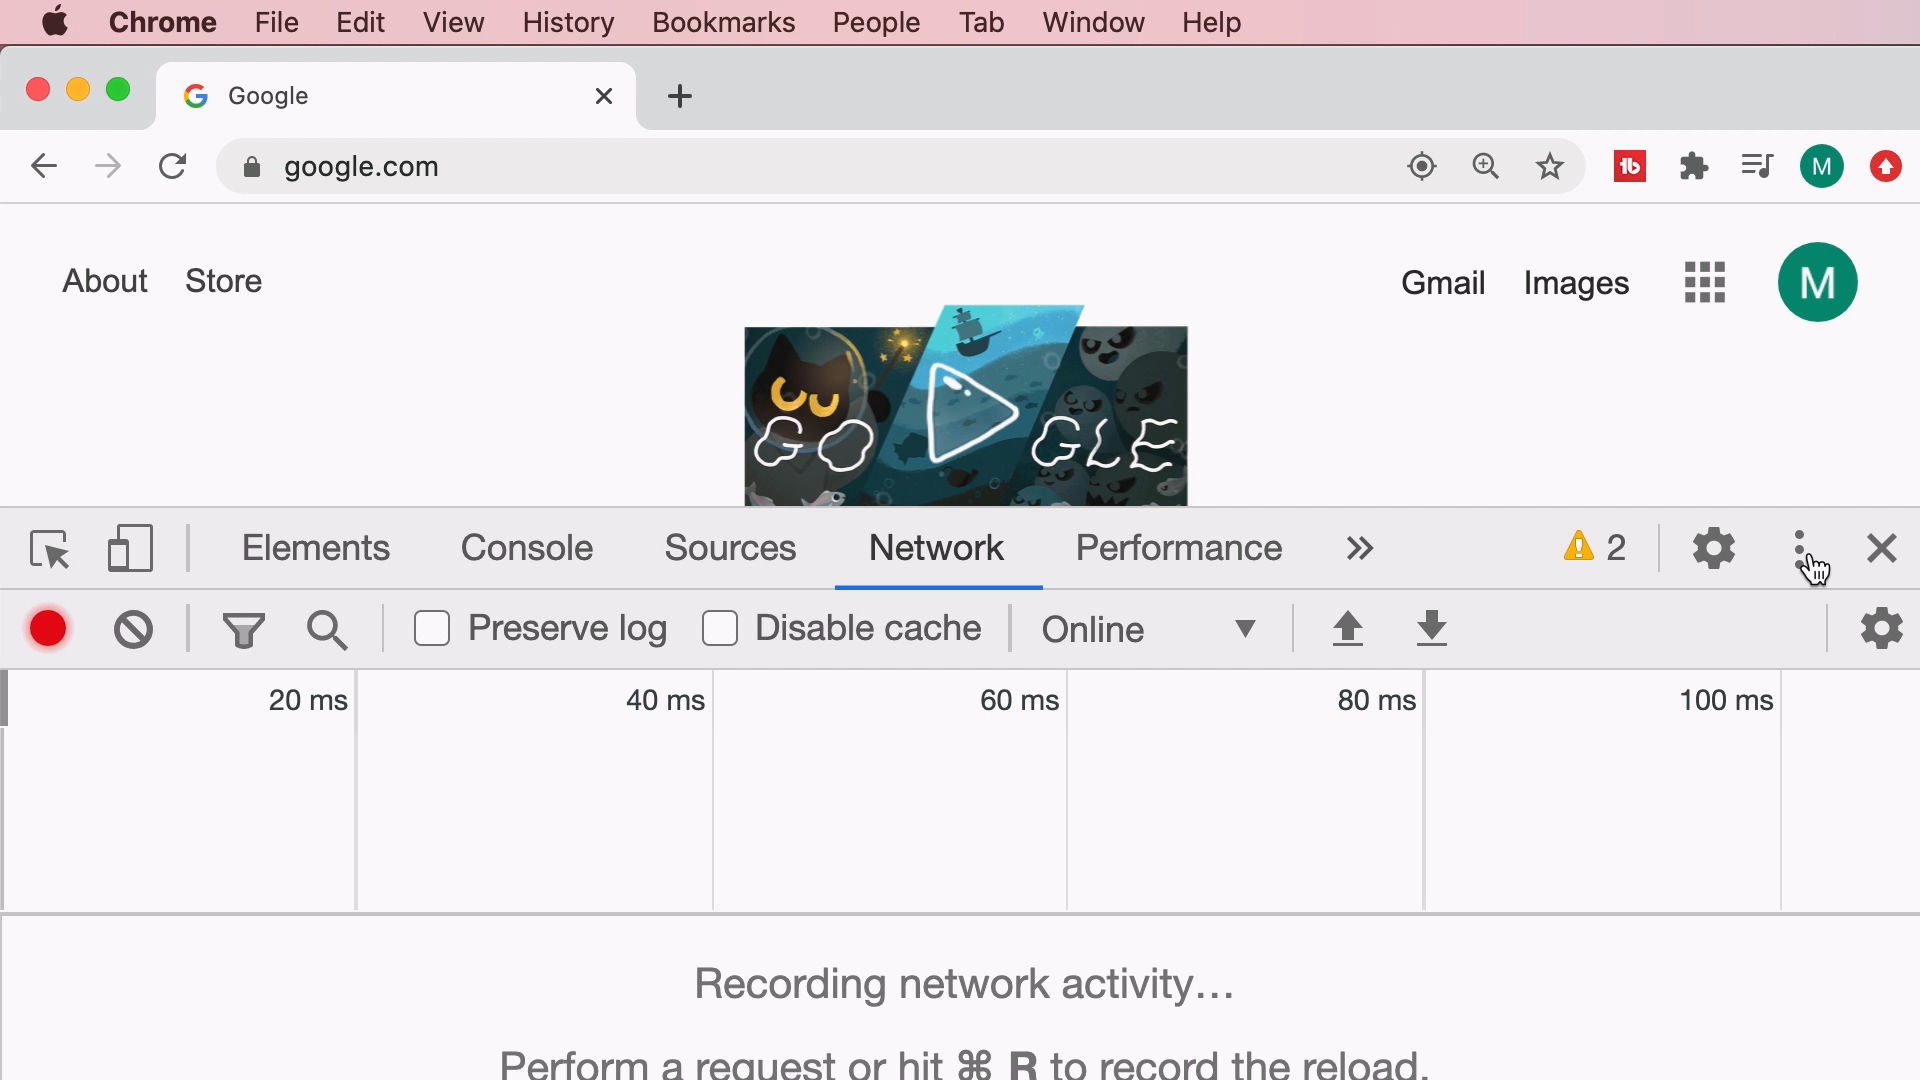 Chrome File Edit View History Bookmarks People Tab Window Help
Google
google.com
M
About Store Gmail Images M
GO GLE
Elements Console Sources Network Performance 2
Preserve log Disable cache Online
20 ms 40 ms 60 ms 80 ms 100 ms
Recording network activity…
Perform a request or hit ⌘ R to record the reload.